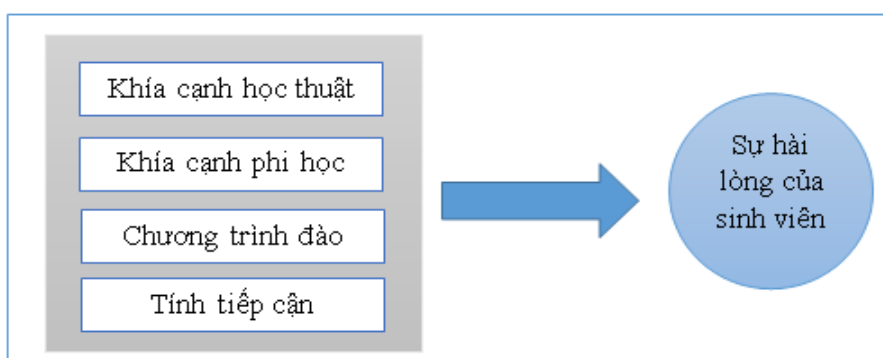 Khía cạnh học thuật
Khía cạnh phi học
Chương trình đào
Tính tiếp cận
Sự hài
lòng của
sinh viên